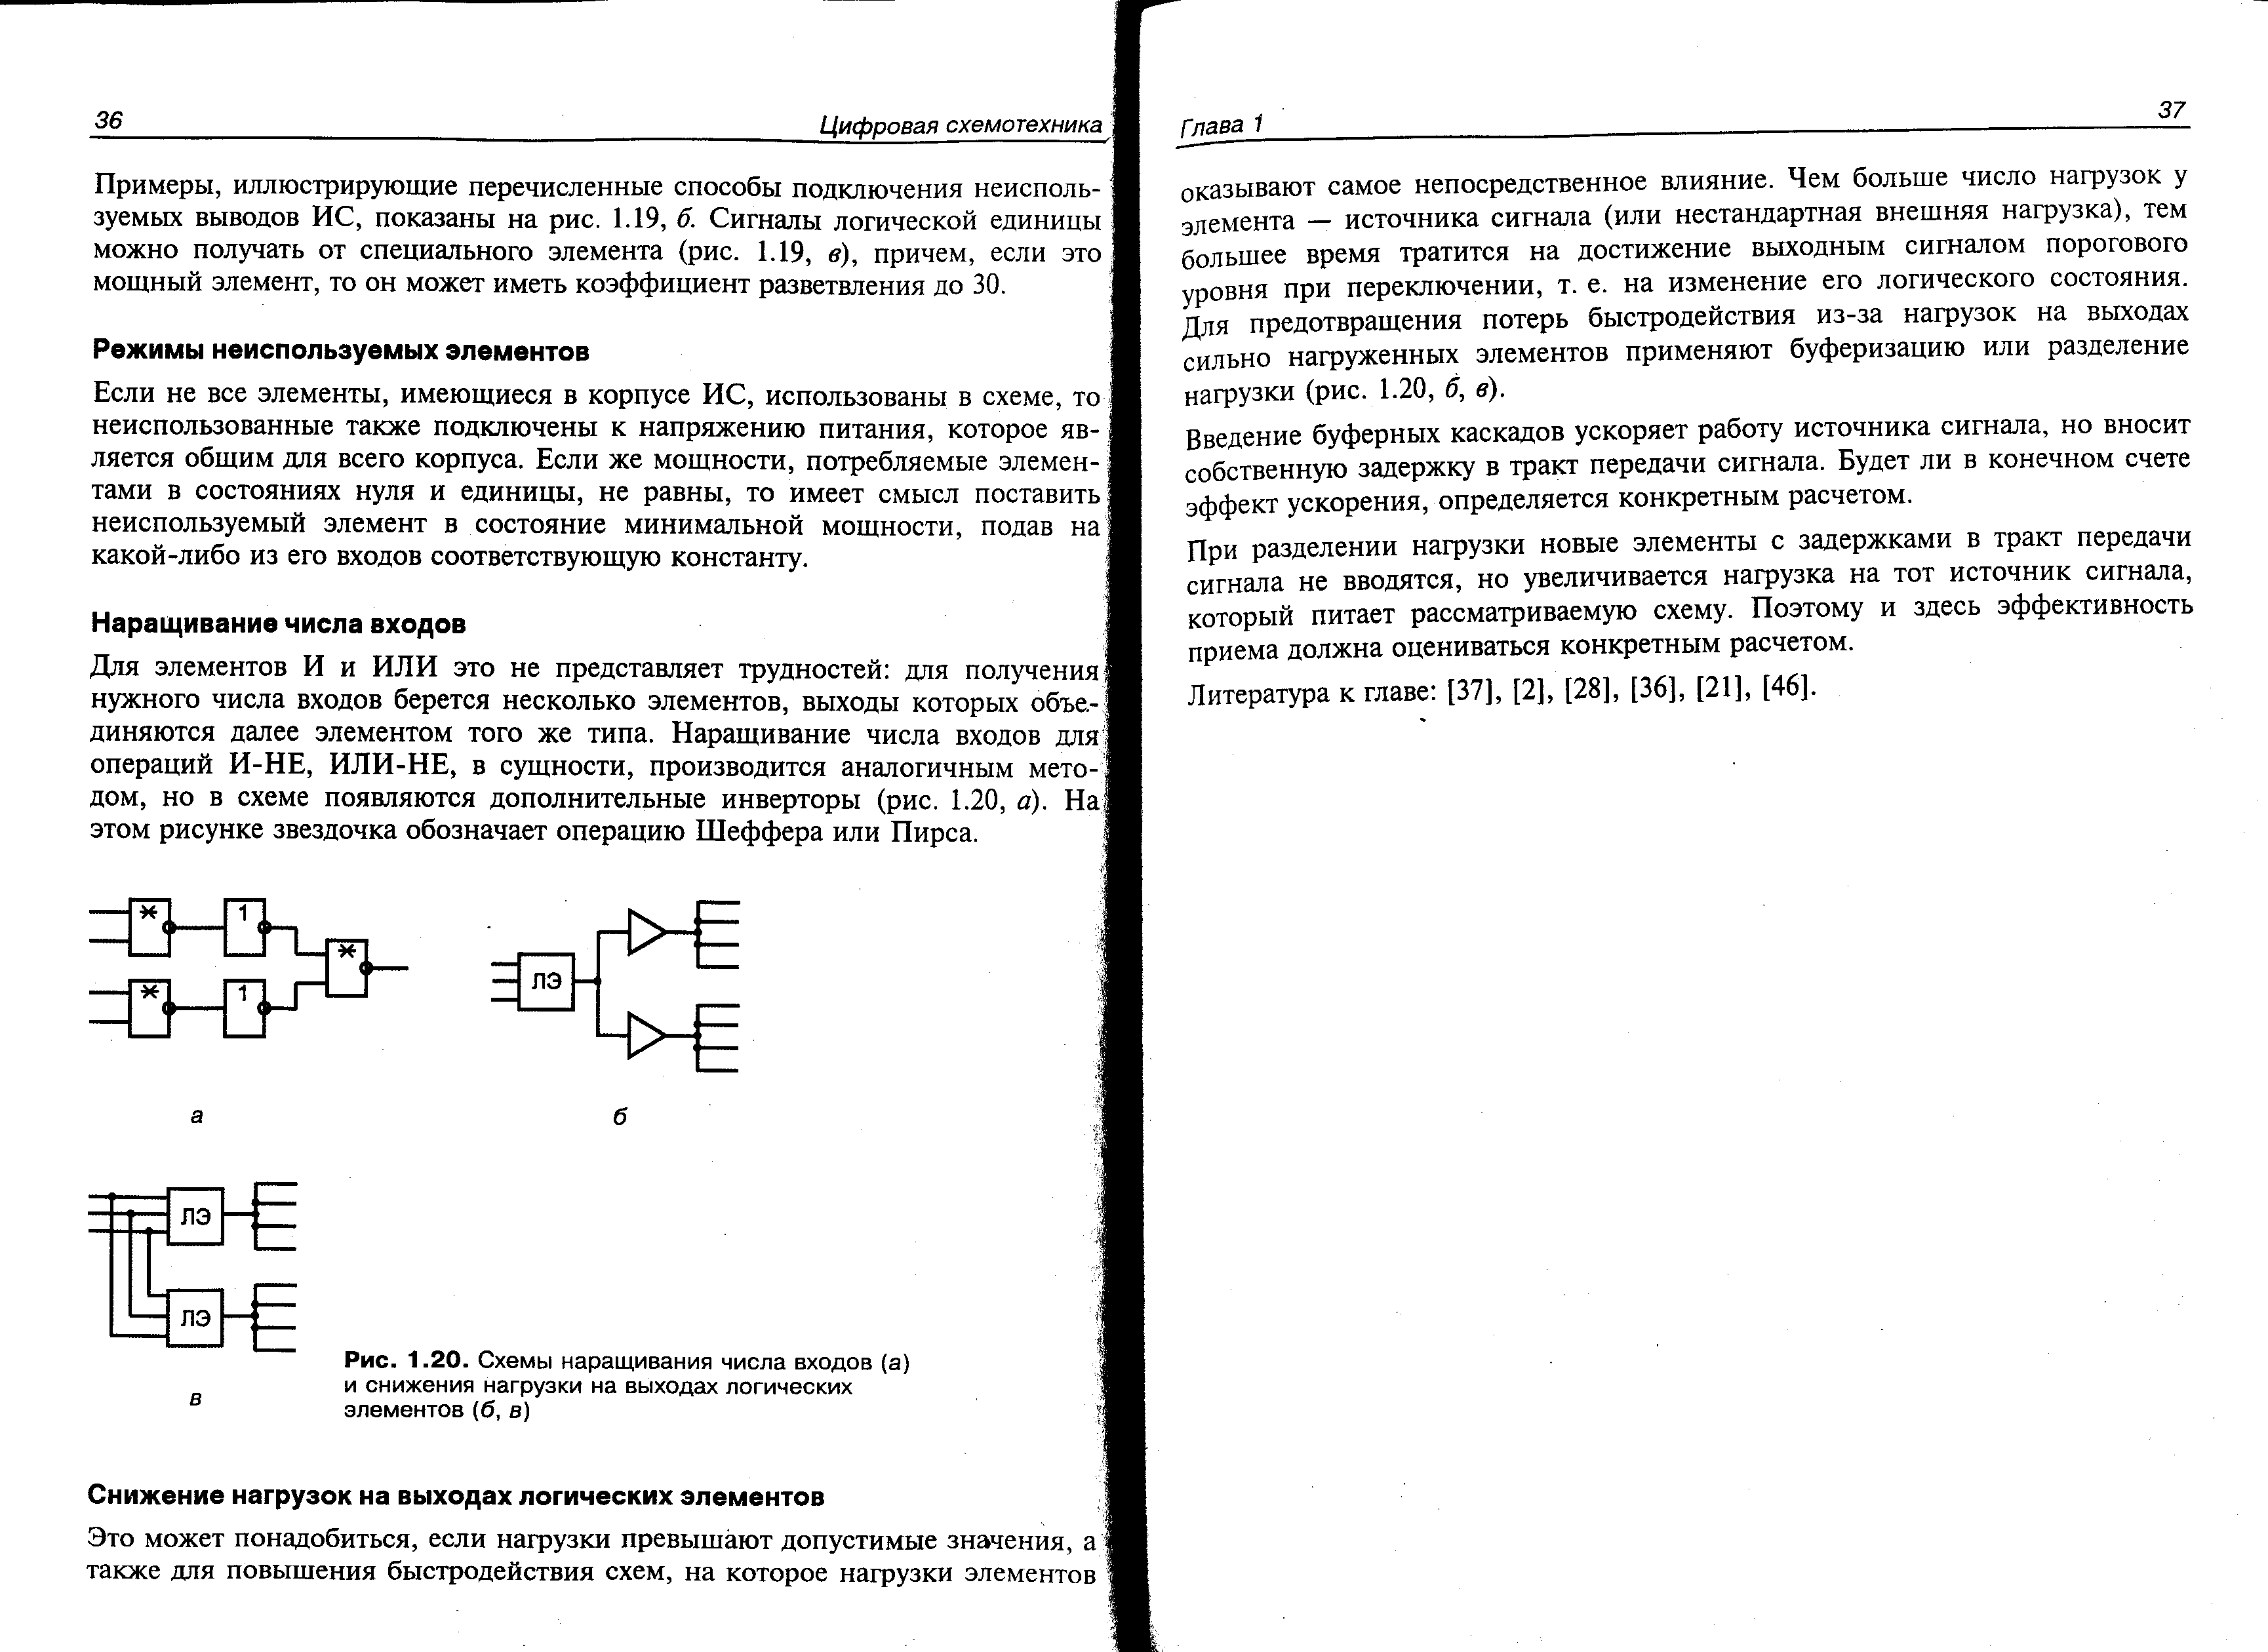 36
Цифровая схемотехника
Примеры, иллюстрирующие перечисленные способы подключения неисполь-
зуемых выводов ИС, показаны на рис. 1.19, б. Сигналы логической единицы
можно получать от специального элемента (рис. 1.19, в), причем, если это
мощный элемент, то он может иметь коэффициент разветвления до 30.
Режимы неиспользуемых элементов
Если не все элементы, имеющиеся в корпусе ИС, использованы в схеме, то
неиспользованные также подключены к напряжению питания, которое яв-
ляется общим для всего корпуса. Если же мощности, потребляемые элемен-
тами в состояниях нуля и единицы, не равны, то имеет смысл поставить
неиспользуемый элемент в состояние минимальной мощности, подав на
какой-либо из его входов соответствующую константу.
Наращивание числа входов
Для элементов И и ИЛИ это не представляет трудностей: для получения
нужного числа входов берется несколько элементов, выходы которых объе-
диняются далее элементом того же типа. Наращивание числа входов для
операций И-НЕ, ИЛИ-НЕ, в сущности, производится аналогичным мето-
дом, но в схеме появляются дополнительные инверторы (рис. 1.20, а). На
этом рисунке звездочка обозначает операцию Шеффера или Пирса.
* 1
*
* 1
ЛЭ
а
б
ЛЭ
ЛЭ
в
Рис. 1.20. Схемы наращивания числа входов (а)
и снижения нагрузки на выходах логических
элементов (б, в)
Снижение нагрузок на выходах логических элементов
Это может понадобиться, если нагрузки превышают допустимые значения, а
также для повышения быстродействия схем, на которое нагрузки элементов
Глава 1
37
оказывают самое непосредственное влияние. Чем больше число нагрузок у
элемента — источника сигнала (или нестандартная внешняя нагрузка), тем
большее время тратится на достижение выходным сигналом порогового
уровня при переключении, т. е. на изменение его логического состояния.
Для предотвращения потерь быстродействия из-за нагрузок на выходах
сильно нагруженных элементов применяют буферизацию или разделение
нагрузки (рис. 1.20, б, в).
Введение буферных каскадов ускоряет работу источника сигнала, но вносит
собственную задержку в тракт передачи сигнала. Будет ли в конечном счете
эффект ускорения, определяется конкретным расчетом.
При разделении нагрузки новые элементы с задержками в тракт передачи
сигнала не вводятся, но увеличивается нагрузка на тот источник сигнала,
который питает рассматриваемую схему. Поэтому и здесь эффективность
приема должна оцениваться конкретным расчетом.
Литература к главе: [37], [2], [28], [36], [21], [46].